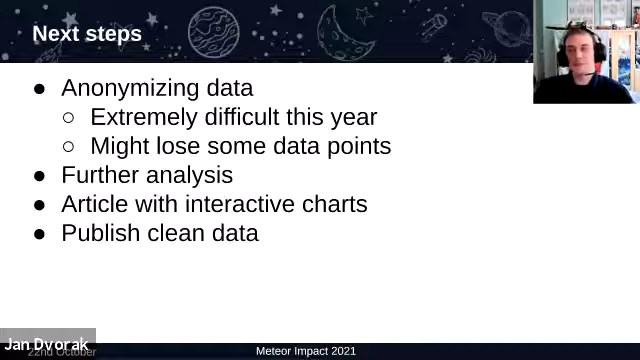 Next steps
● Anonymizing data
○ Extremely difficult this year
○ Might lose some data points
● Further analysis
● Article with interactive charts
● Publish clean data
Jan Dvorak
22nd October
Meteor Impact 2021